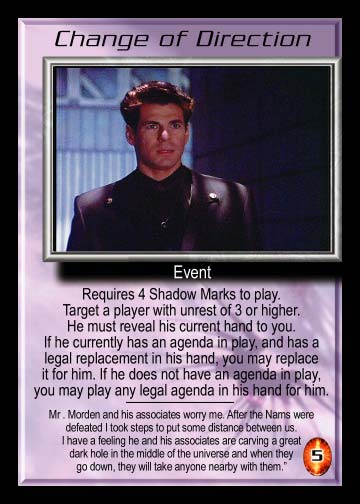 Change of Direction
Event
Requires 4 Shadow Marks to play.
Target a player with unrest of 3 or higher.
He must reveal his current hand to you.
If he currently has an agenda in play, and has a
legal replacement in his hand, you may replace
it for him. If he does not have an agenda in play,
you may play any legal agenda in his hand for him.
Mr . Morden and his associates worry me. After the Narns were
defeated I took steps to put some distance between us.
I have a feeling he and his associates are carving a great
dark hole in the middle of the universe and when they
go down, they will take anyone nearby with them."
5